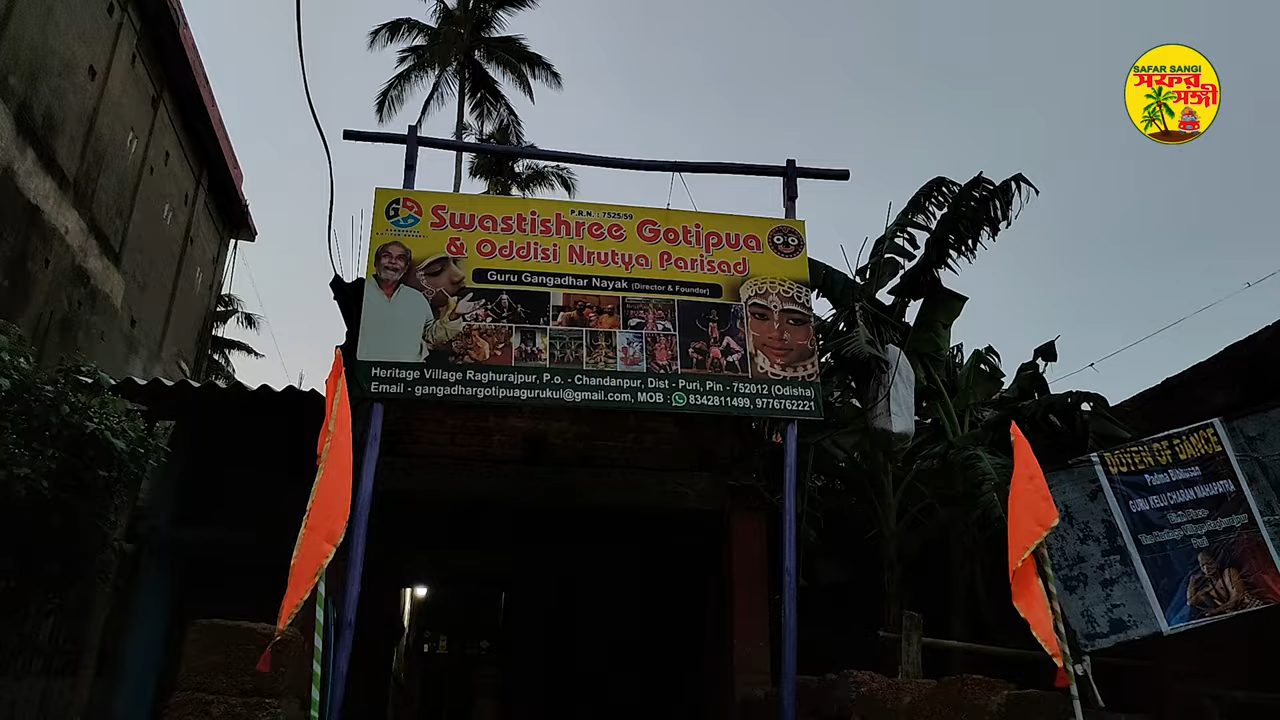 SAFAR SANGI
সফর
সঙ্গী
P.R.N. : 7525/59
Swastishree Gotipua
& Oddisi Nrutya Parisad
Guru Gangadhar Nayak (Director & Founder)
Heritage Village Raghurajpur, P.o. - Chandanpur, Dist - Puri, Pin - 752012 (Odisha)
Email - gangadhargotipuagurukul@gmail.com, MOB : 8342811499, 9776762221
DOYEN OF DANCE
Padma Bibhusan
GURU KELU CHARAN MAHAPATRA
Birth Place-
The Heritage Village Raghurajpur
Puri